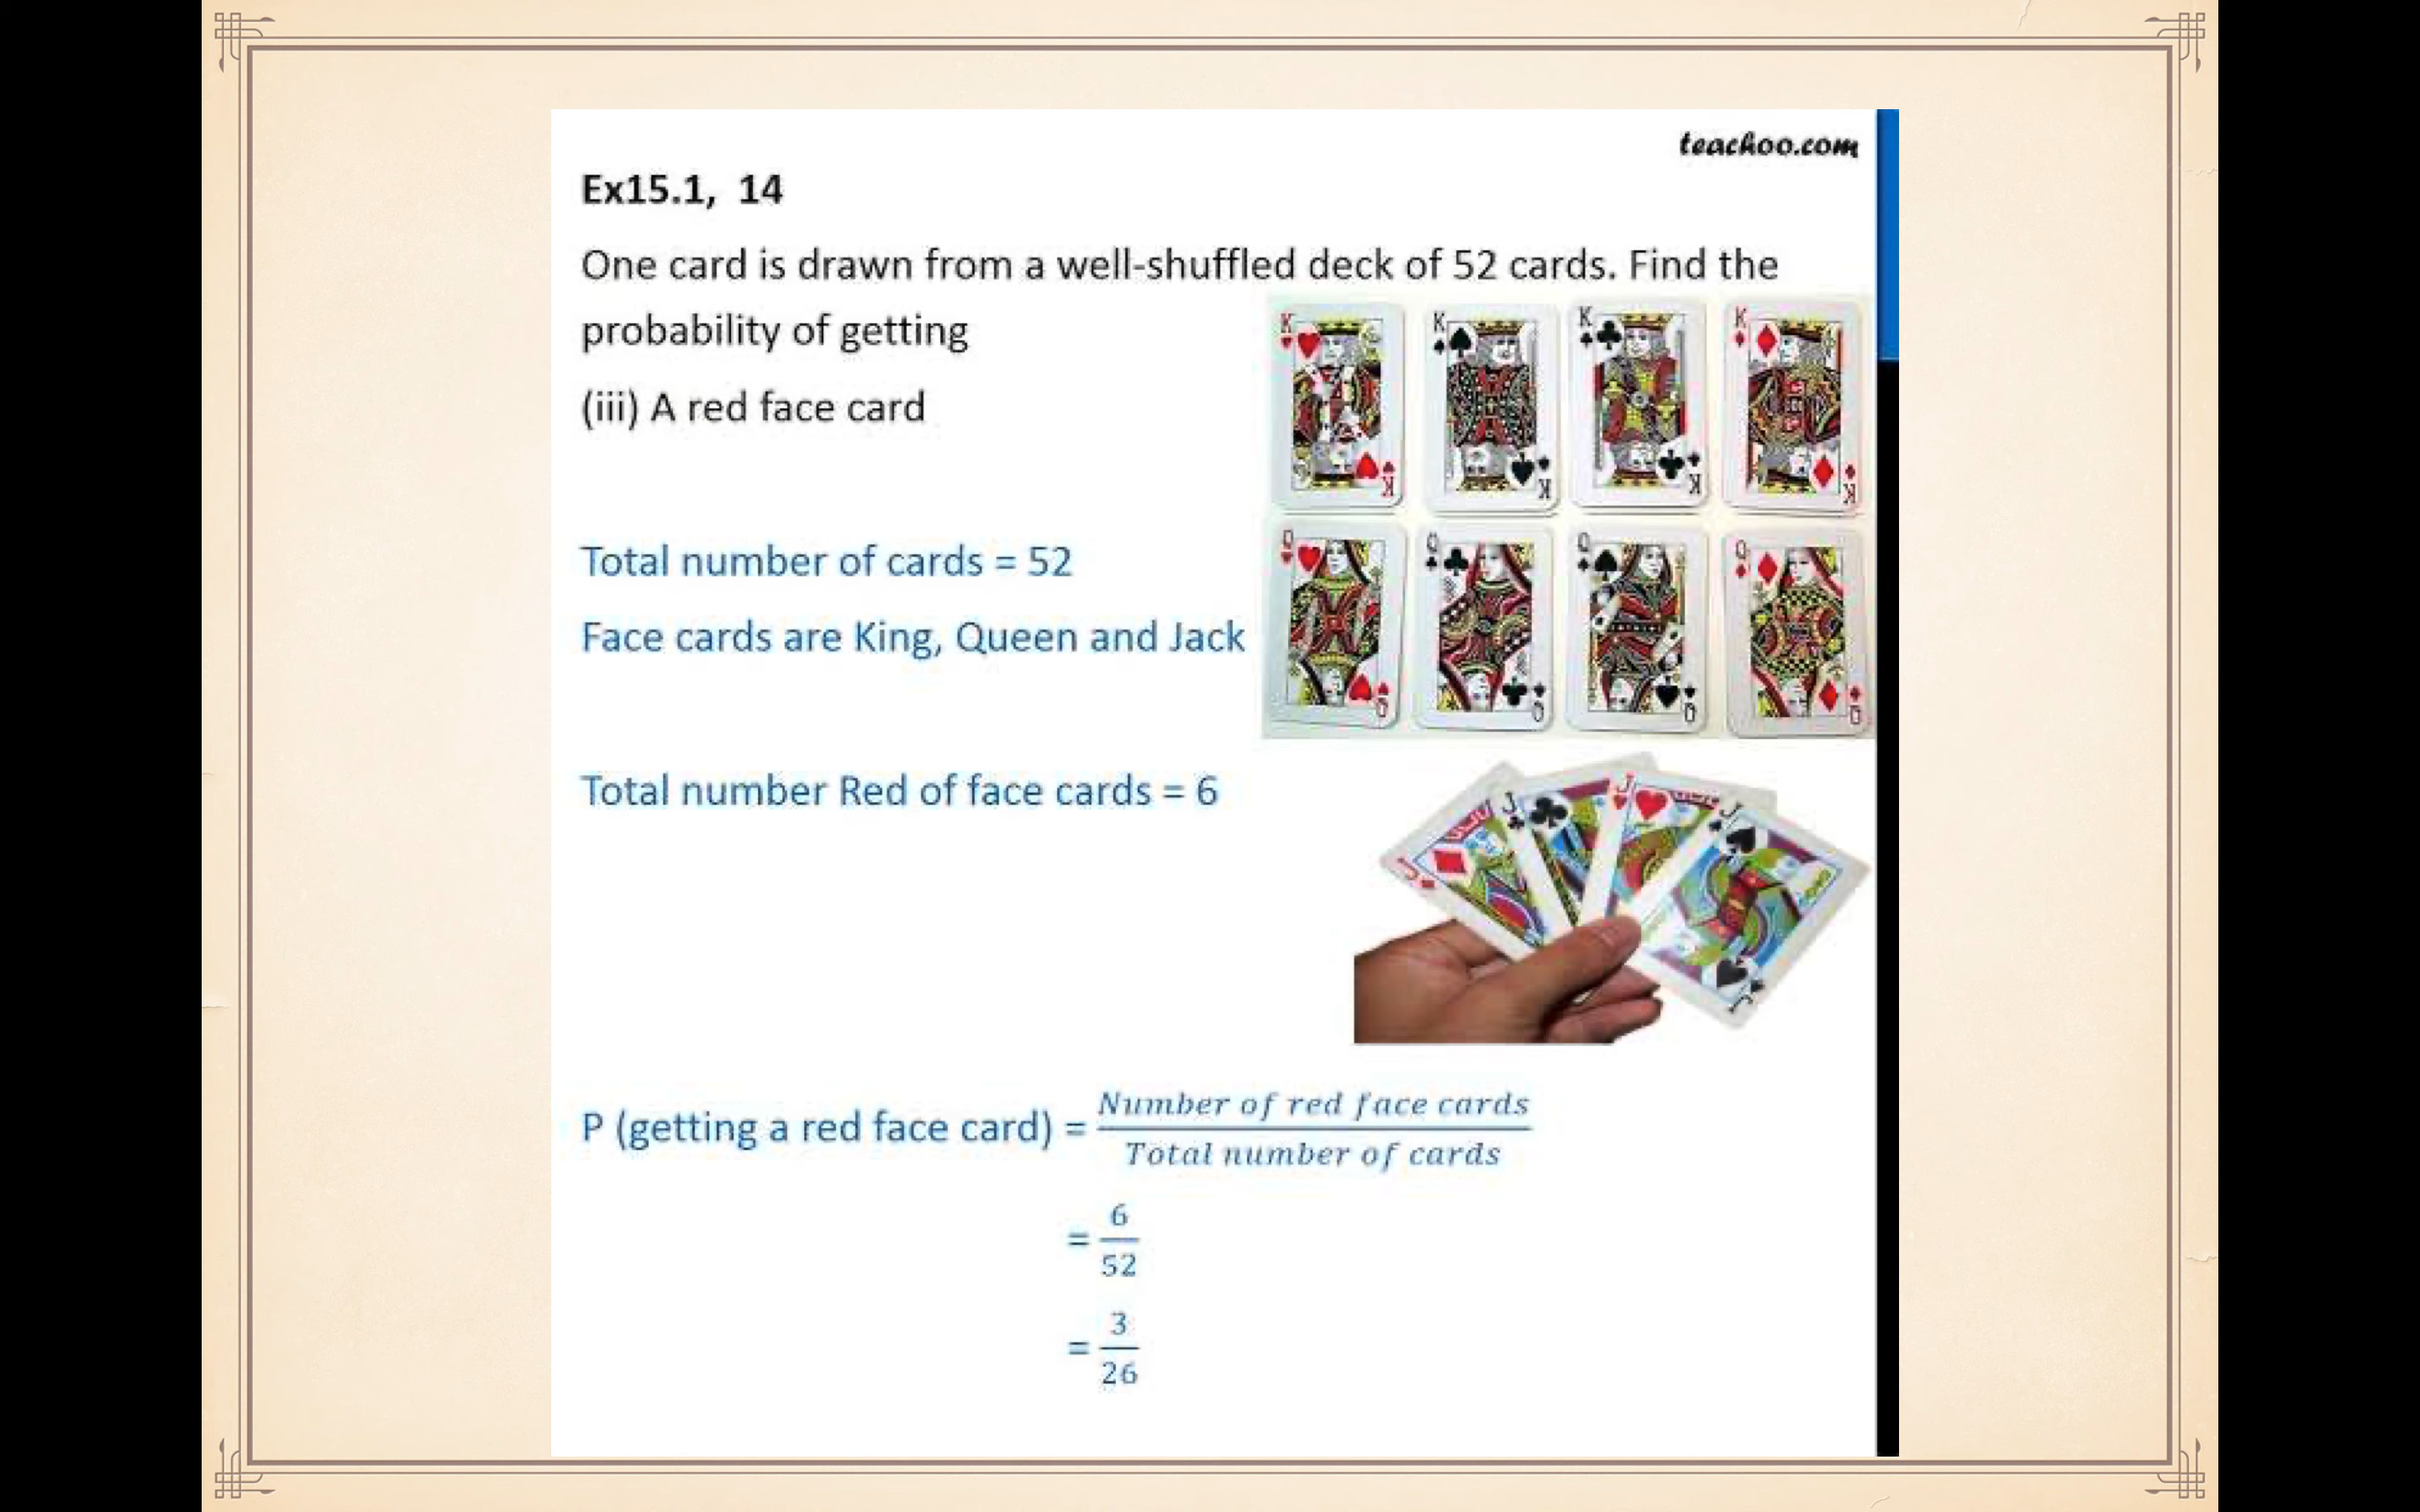 teachoo.com
Ex15.1, 14
One card is drawn from a well-shuffled deck of 52 cards. Find the
probability of getting
(iii) A red face card
K K K K
K K K K
Total number of cards = 52
Q Q Q Q
Face cards are King, Queen and Jack
Q Q Q Q
Total number Red of face cards = 6
J J J J
J
P (getting a red face card) = Number of red face cards
Total number of cards
= 6
52
= 3
26